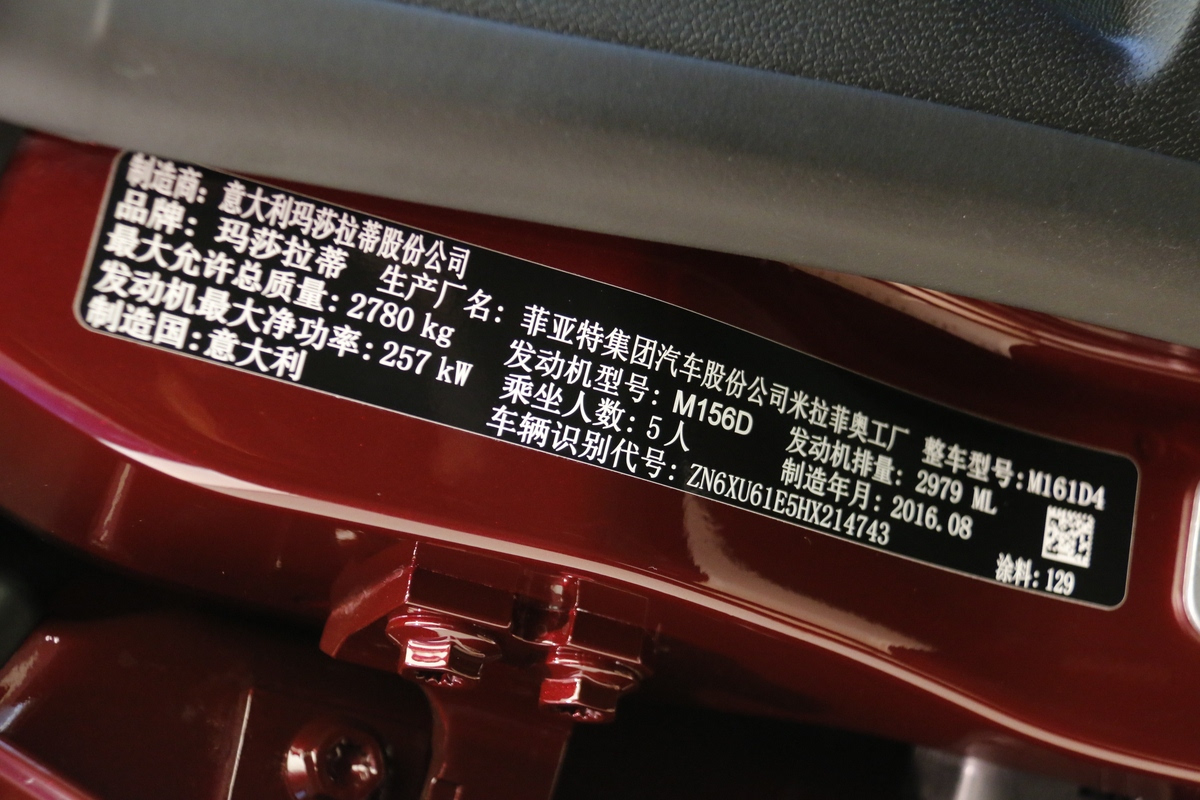 制造商: 意大利玛莎拉蒂股份公司
品牌: 玛莎拉蒂 生产厂名: 菲亚特集团汽车股份公司米拉菲奥工厂 整车型号:M161D4
最大允许总质量: 2780 kg 发动机型号: M156D 发动机排量: 2979 ML
发动机最大净功率: 257 kW 乘坐人数: 5人 制造年月: 2016.08
制造国: 意大利 车辆识别代号: ZN6XU61E5HX214743 涂料: 129